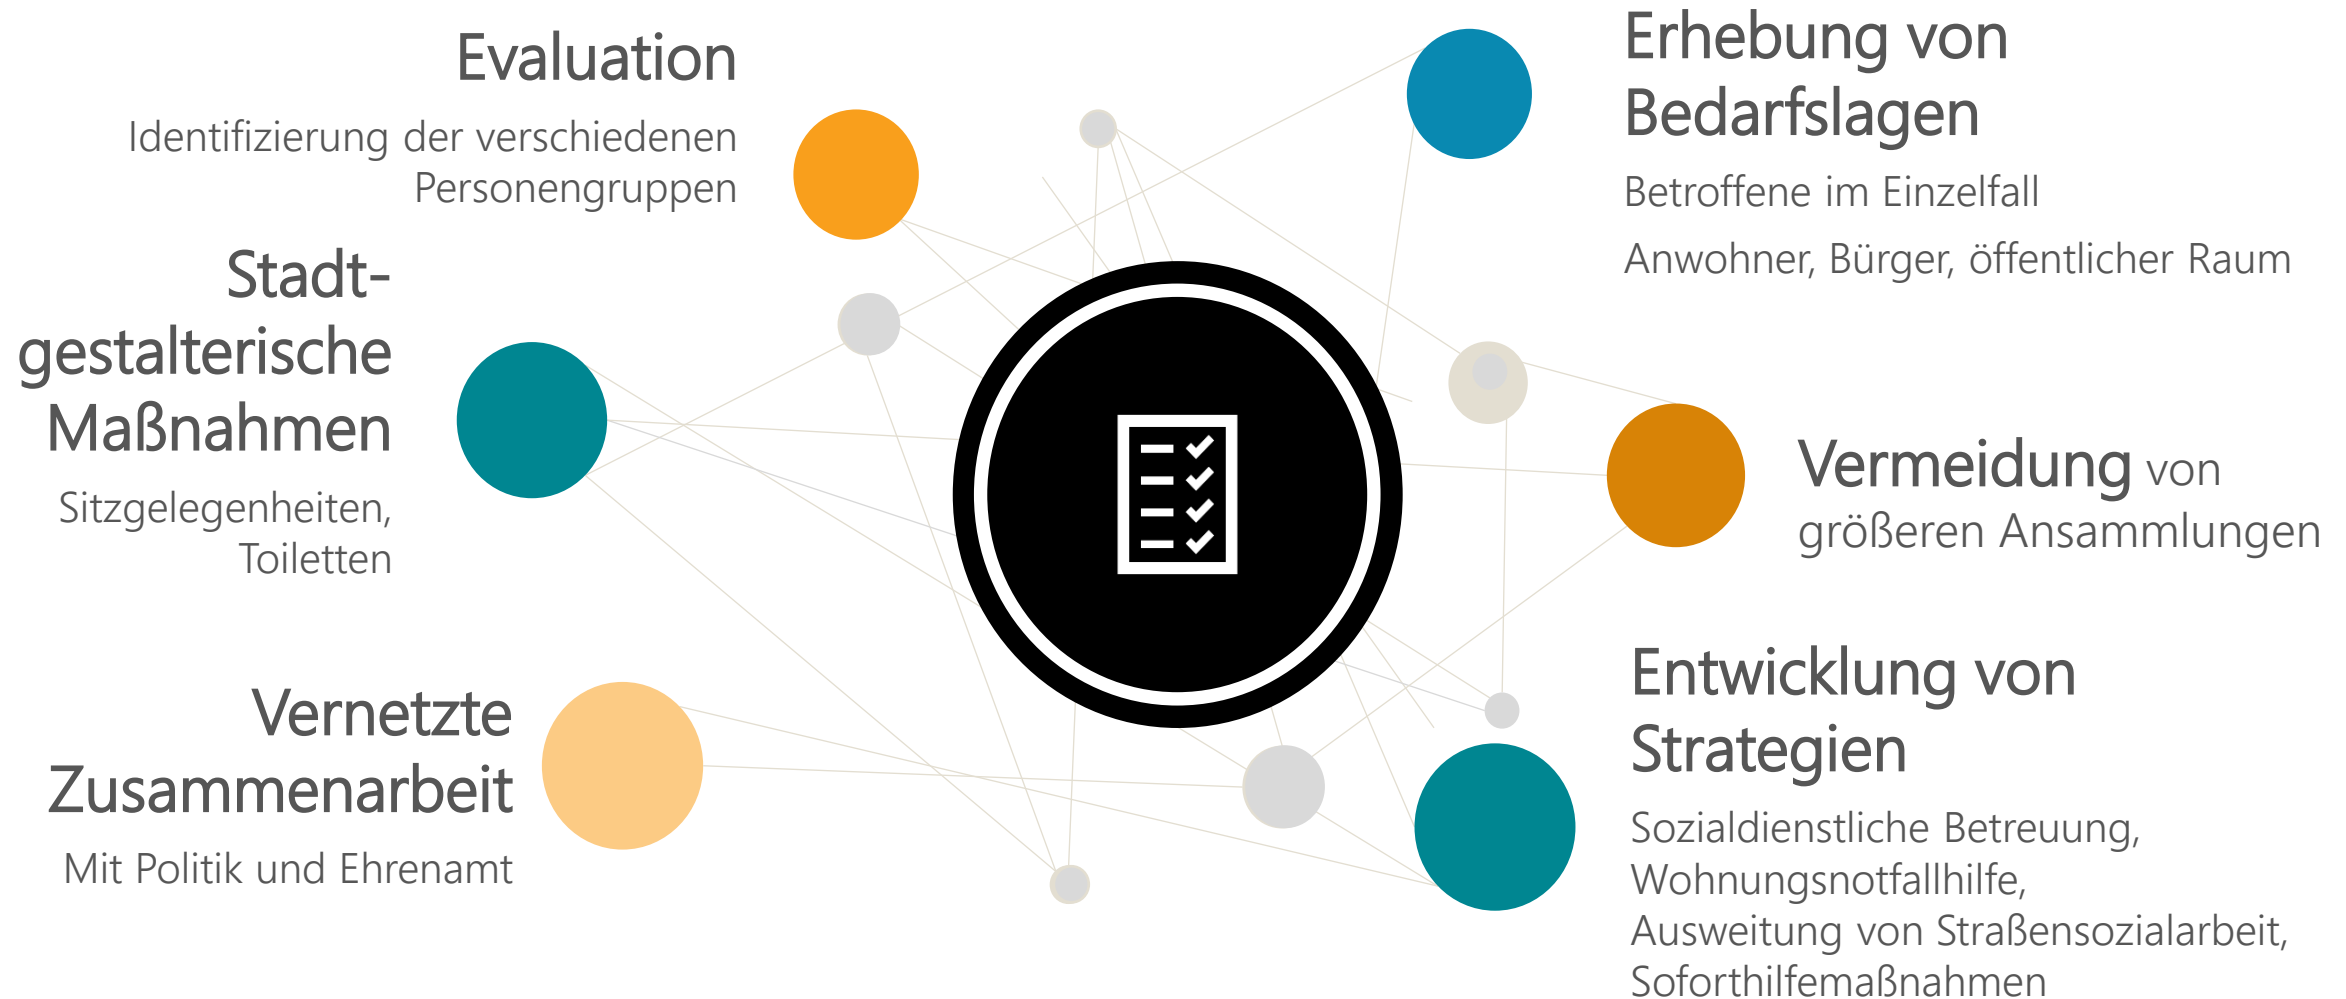 Evaluation
Identifizierung der verschiedenen
Personengruppen
Stadt-
gestalterische
Maßnahmen
Sitzgelegenheiten,
Toiletten
Vernetzte
Zusammenarbeit
Mit Politik und Ehrenamt
Erhebung von
Bedarfslagen
Betroffene im Einzelfall
Anwohner, Bürger, öffentlicher Raum
Vermeidung von
größeren Ansammlungen
Entwicklung von
Strategien
Sozialdienstliche Betreuung,
Wohnungsnotfallhilfe,
Ausweitung von Straßensozialarbeit,
Soforthilfemaßnahmen